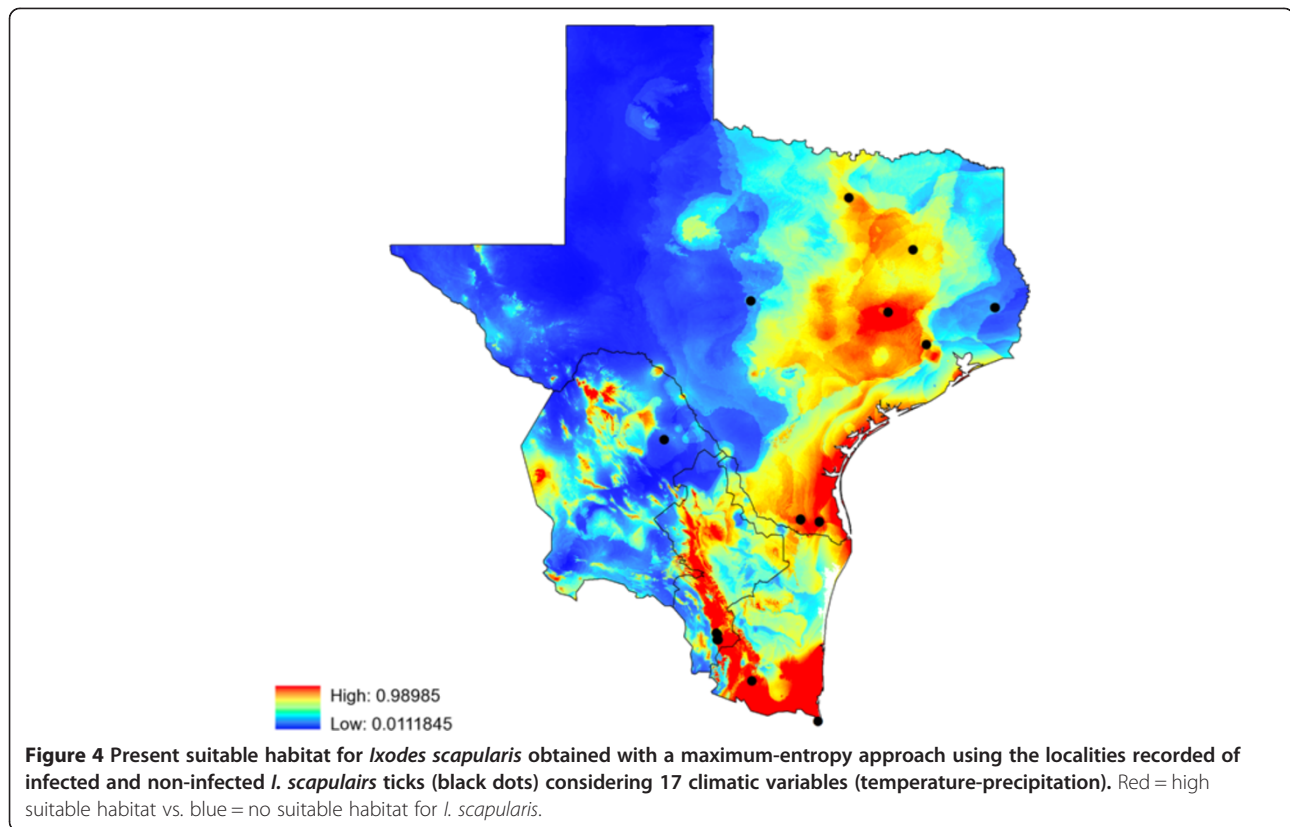 High: 0.98985
Low: 0.0111845
Figure 4 Present suitable habitat for Ixodes scapularis obtained with a maximum-entropy approach using the localities recorded of
infected and non-infected I. scapulairs ticks (black dots) considering 17 climatic variables (temperature-precipitation). Red = high
suitable habitat vs. blue = no suitable habitat for I. scapularis.